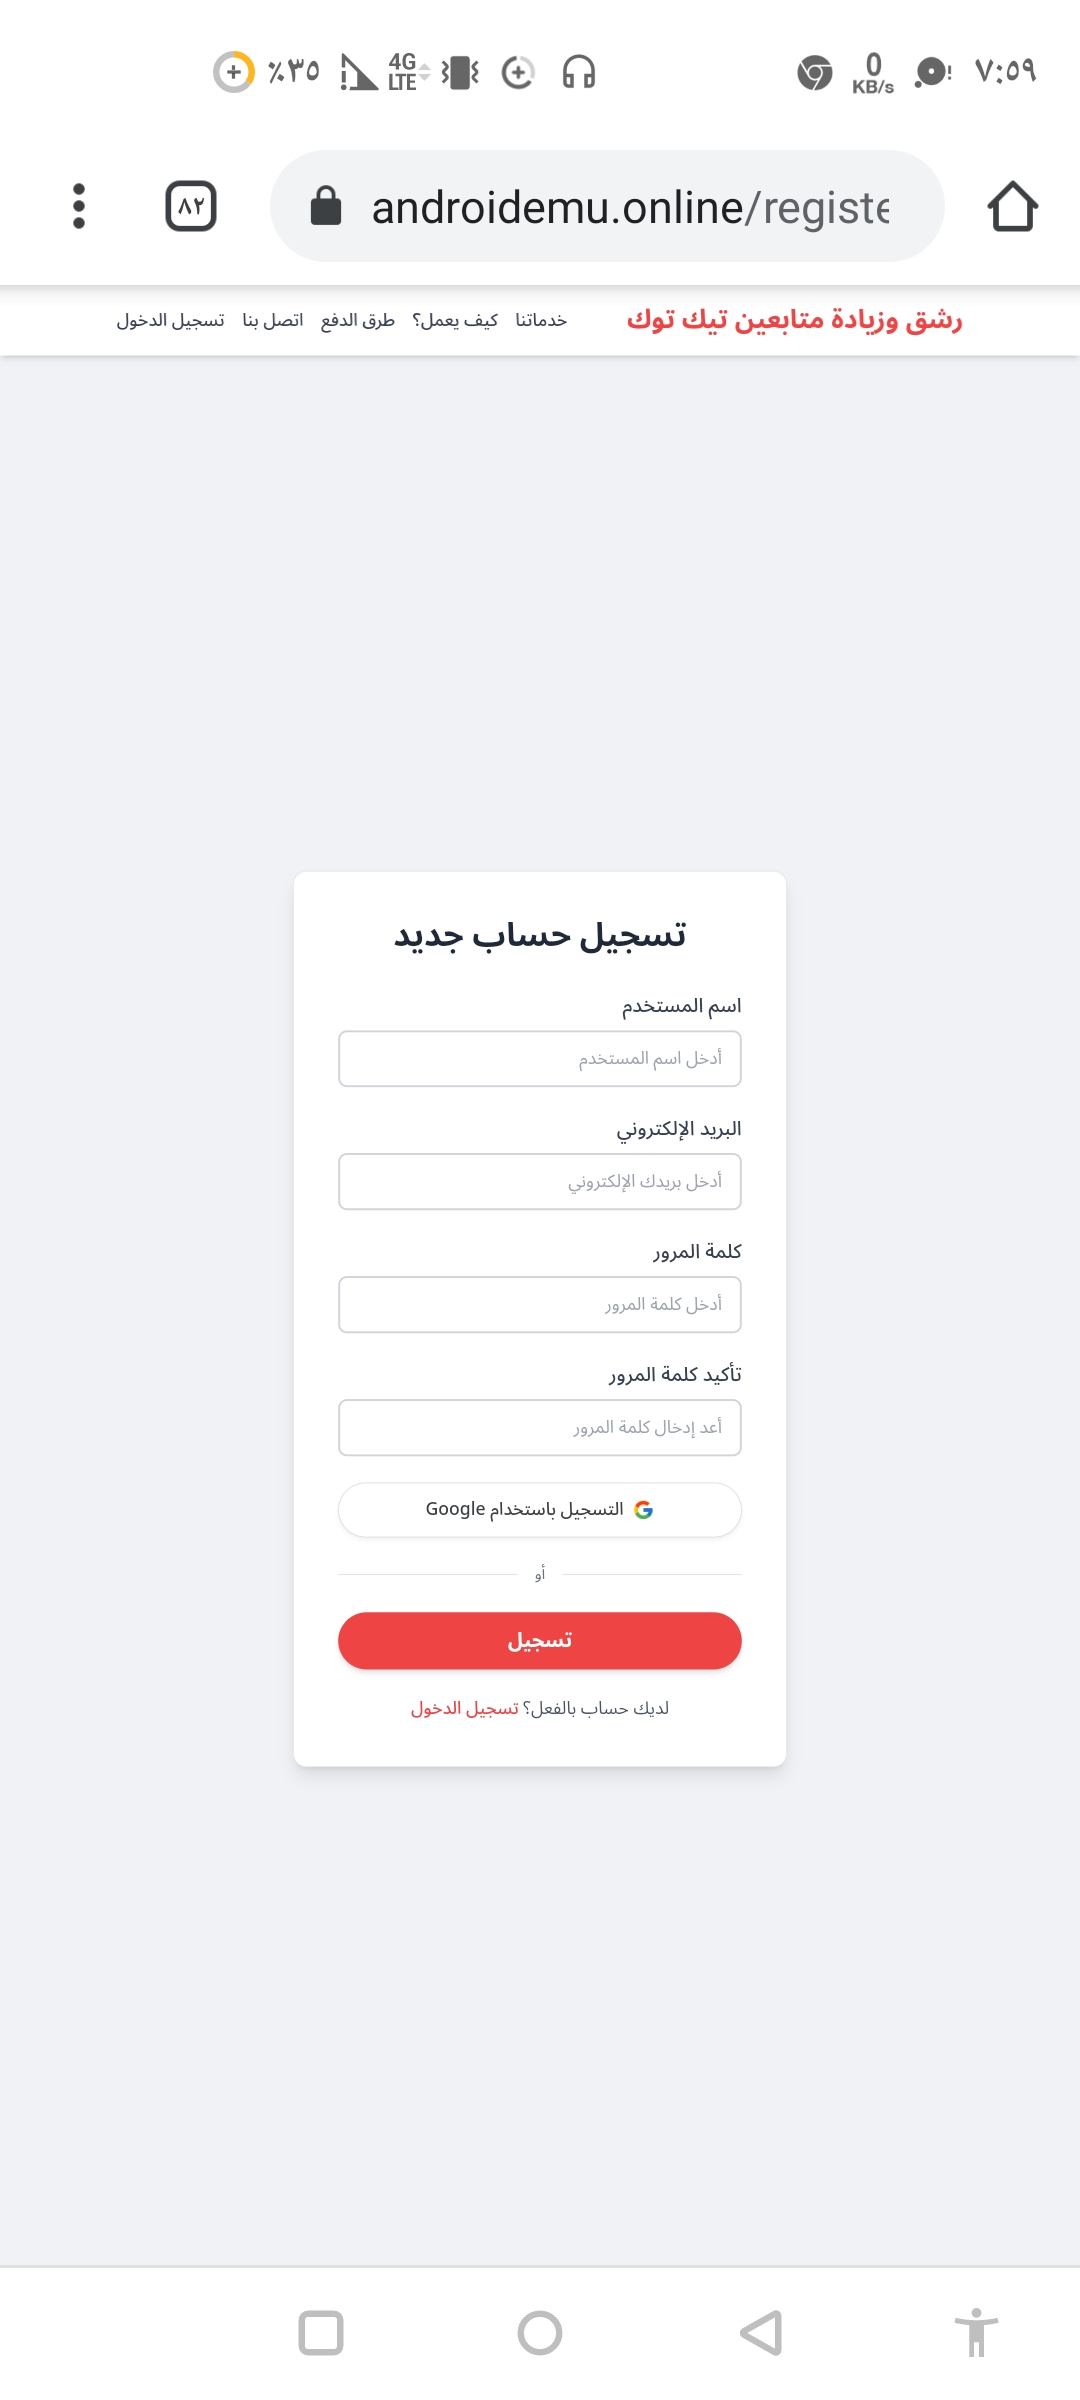 ٧:٥٩
0
KB/s
4G
LTE
٪٣٥
androidemu.online/registe
٨٢
رشق وزيادة متابعين تيك توك
خدماتنا كيف يعمل؟ طرق الدفع اتصل بنا تسجيل الدخول
تسجيل حساب جديد
اسم المستخدم
أدخل اسم المستخدم
البريد الإلكتروني
أدخل بريدك الإلكتروني
كلمة المرور
أدخل كلمة المرور
تأكيد كلمة المرور
أعد إدخال كلمة المرور
التسجيل باستخدام Google
أو
تسجيل
لديك حساب بالفعل؟ تسجيل الدخول